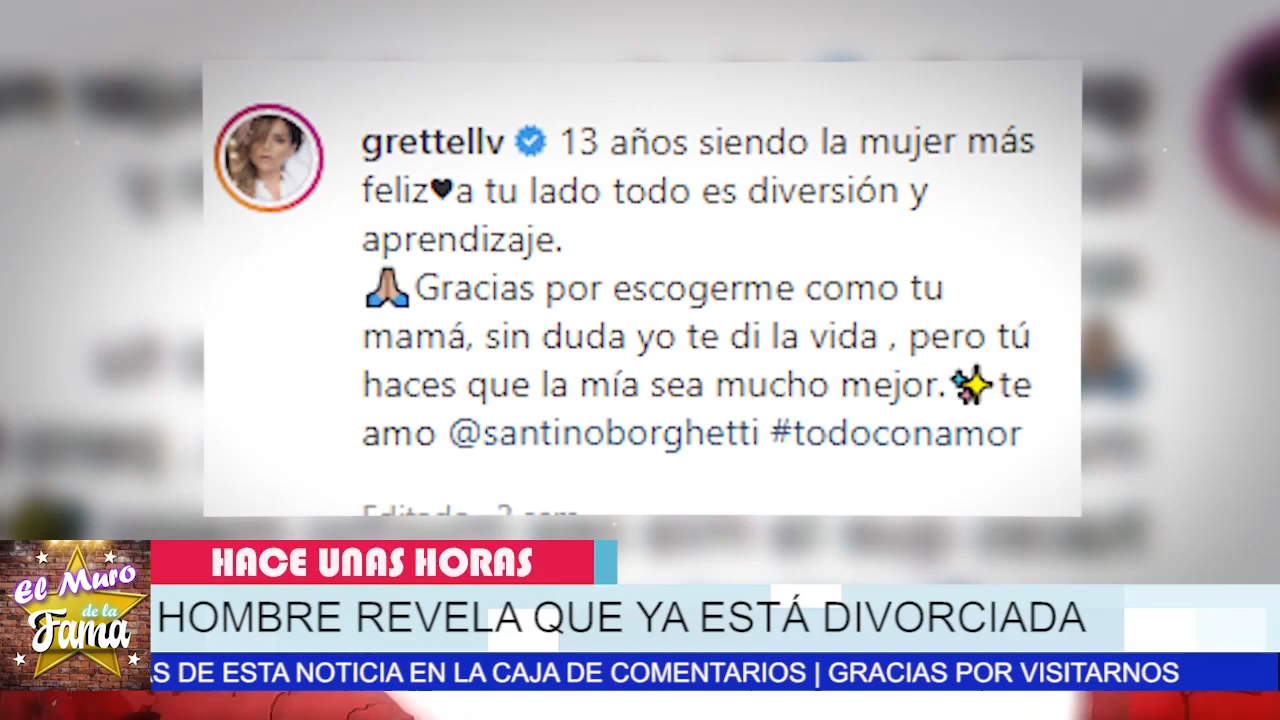 grettellv 13 años siendo la mujer más
feliz🖤a tu lado todo es diversión y
aprendizaje.
🙏🏽Gracias por escogerme como tu
mamá, sin duda yo te di la vida , pero tú
haces que la mía sea mucho mejor.✨te
amo @santinoborghetti #todoconamor
HACE UNAS HORAS
El Muro
de la
Fama
HOMBRE REVELA QUE YA ESTÁ DIVORCIADA
S DE ESTA NOTICIA EN LA CAJA DE COMENTARIOS | GRACIAS POR VISITARNOS